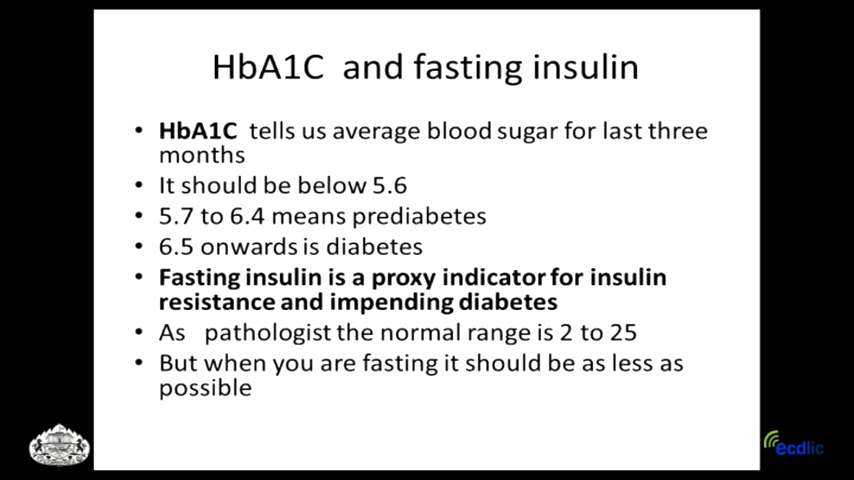 HbA1C and fasting insulin
• HbA1C tells us average blood sugar for last three
months
• It should be below 5.6
• 5.7 to 6.4 means prediabetes
• 6.5 onwards is diabetes
• Fasting insulin is a proxy indicator for insulin
resistance and impending diabetes
• As pathologist the normal range is 2 to 25
• But when you are fasting it should be as less as
possible
ecdlic